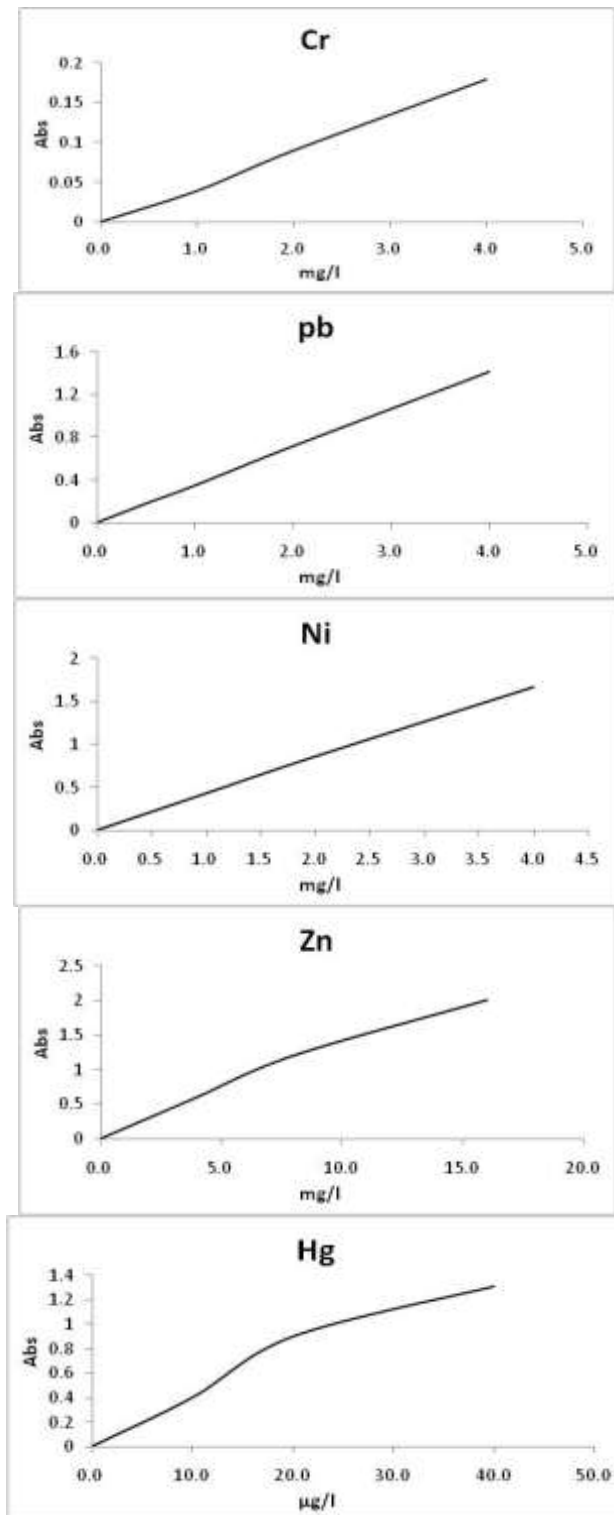 Cr
0.2
0.15
0.1
0.05
0
Abs
0.0 1.0 2.0 3.0 4.0 5.0
mg/l
pb
1.6
1.2
0.8
0.4
0
Abs
0.0 1.0 2.0 3.0 4.0 5.0
mg/l
Ni
2
1.5
1
0.5
0
Abs
0.0 0.5 1.0 1.5 2.0 2.5 3.0 3.5 4.0 4.5
mg/l
Zn
2.5
2
1.5
1
0.5
0
Abs
0.0 5.0 10.0 15.0 20.0
mg/l
Hg
1.4
1.2
1
0.8
0.6
0.4
0.2
0
Abs
0.0 10.0 20.0 30.0 40.0 50.0
µg/l